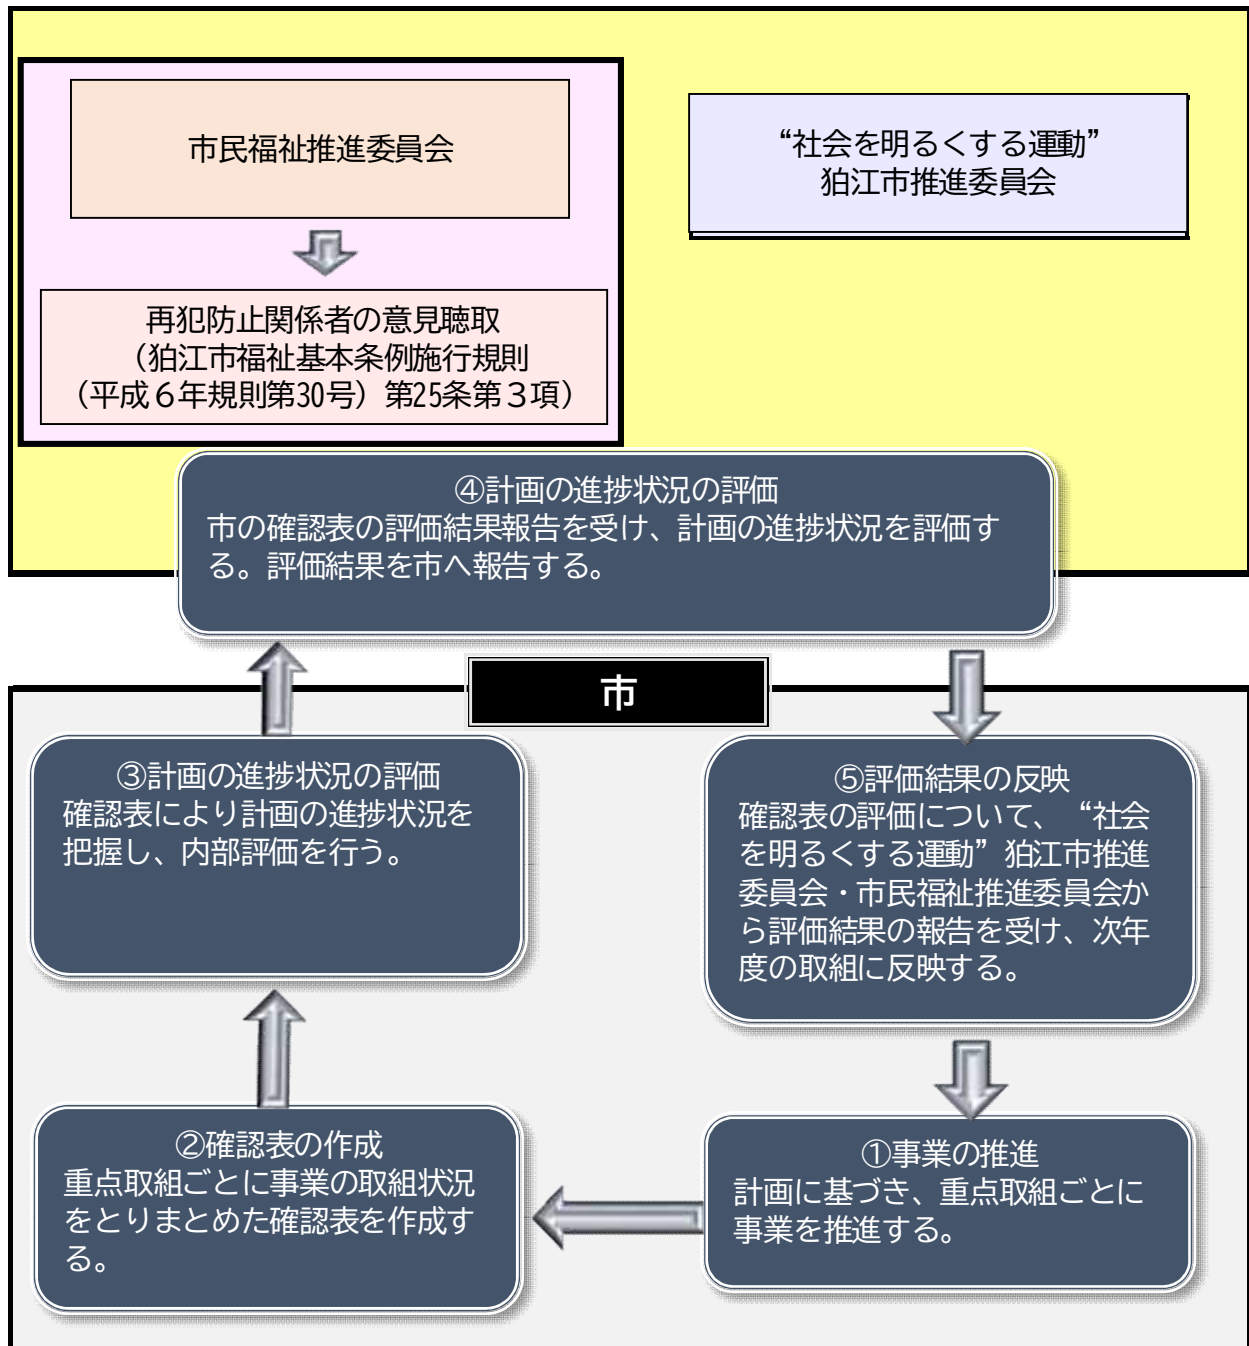 市民福祉推進委員会
“社会を明るくする運動”
狛江市推進委員会
再犯防止関係者の意見聴取
（狛江市福祉基本条例施行規則
（平成６年規則第30号）第25条第３項）
④計画の進捗状況の評価
市の確認表の評価結果報告を受け、計画の進捗状況を評価す
る。評価結果を市へ報告する。
市
③計画の進捗状況の評価
確認表により計画の進捗状況を
把握し、内部評価を行う。
⑤評価結果の反映
確認表の評価について、“社会
を明るくする運動”狛江市推進
委員会・市民福祉推進委員会か
ら評価結果の報告を受け、次年
度の取組に反映する。
②確認表の作成
重点取組ごとに事業の取組状況
をとりまとめた確認表を作成す
る。
①事業の推進
計画に基づき、重点取組ごとに
事業を推進する。